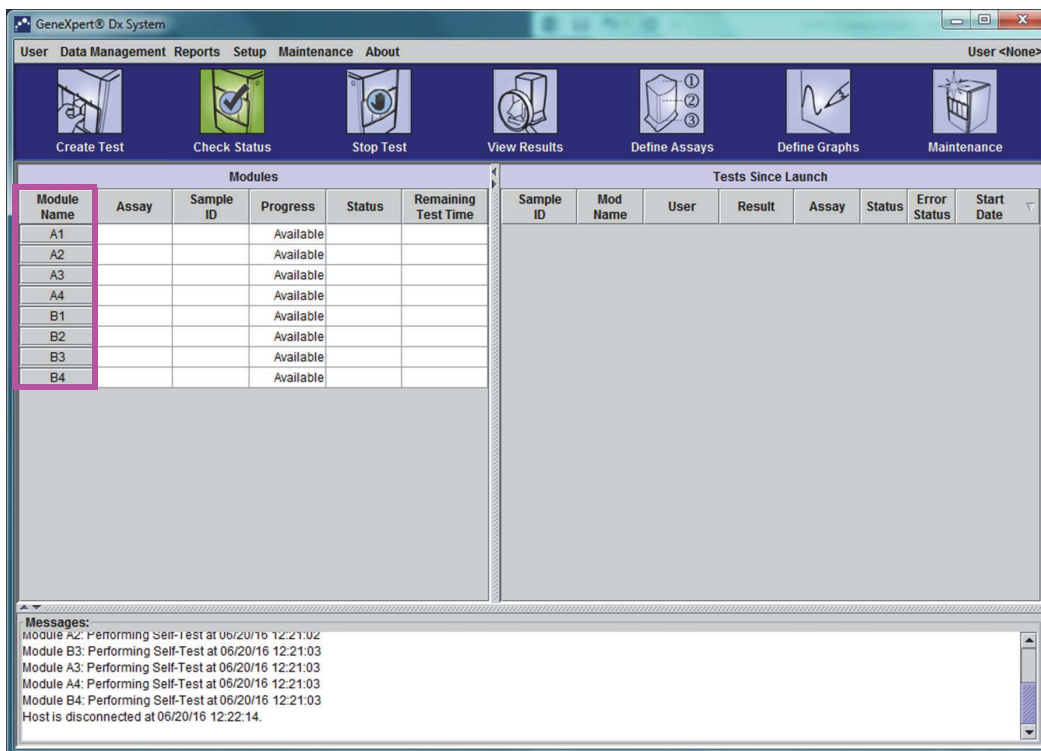 GeneXpert® Dx System
User Data Management Reports Setup Maintenance About User <None>
Create Test Check Status Stop Test View Results Define Assays Define Graphs Maintenance
① ② ③
Modules
Module Name Assay Sample ID Progress Status Remaining Test Time
A1 Available
A2 Available
A3 Available
A4 Available
B1 Available
B2 Available
B3 Available
B4 Available
Tests Since Launch
Sample ID Mod Name User Result Assay Status Error Status Start Date
Messages:
Module A2: Performing Self-Test at 06/20/16 12:21:02
Module B3: Performing Self-Test at 06/20/16 12:21:03
Module A3: Performing Self-Test at 06/20/16 12:21:03
Module A4: Performing Self-Test at 06/20/16 12:21:03
Module B4: Performing Self-Test at 06/20/16 12:21:03
Host is disconnected at 06/20/16 12:22:14.